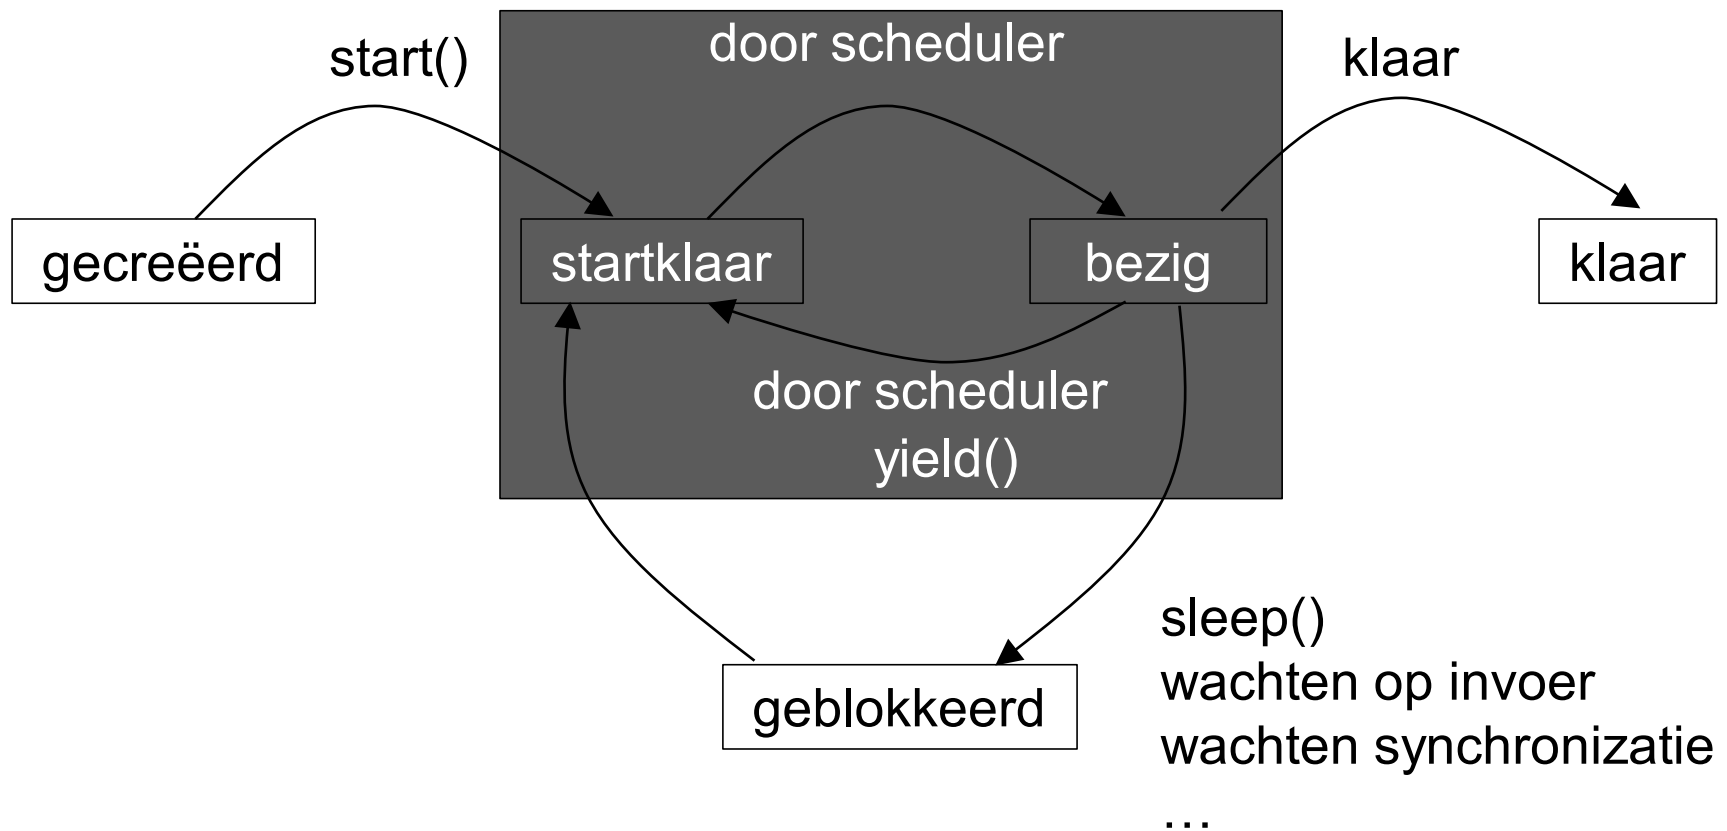 start()
door scheduler
klaar
gecreëerd
startklaar
bezig
klaar
door scheduler
yield()
geblokkeerd
sleep()
wachten op invoer
wachten synchronizatie
…